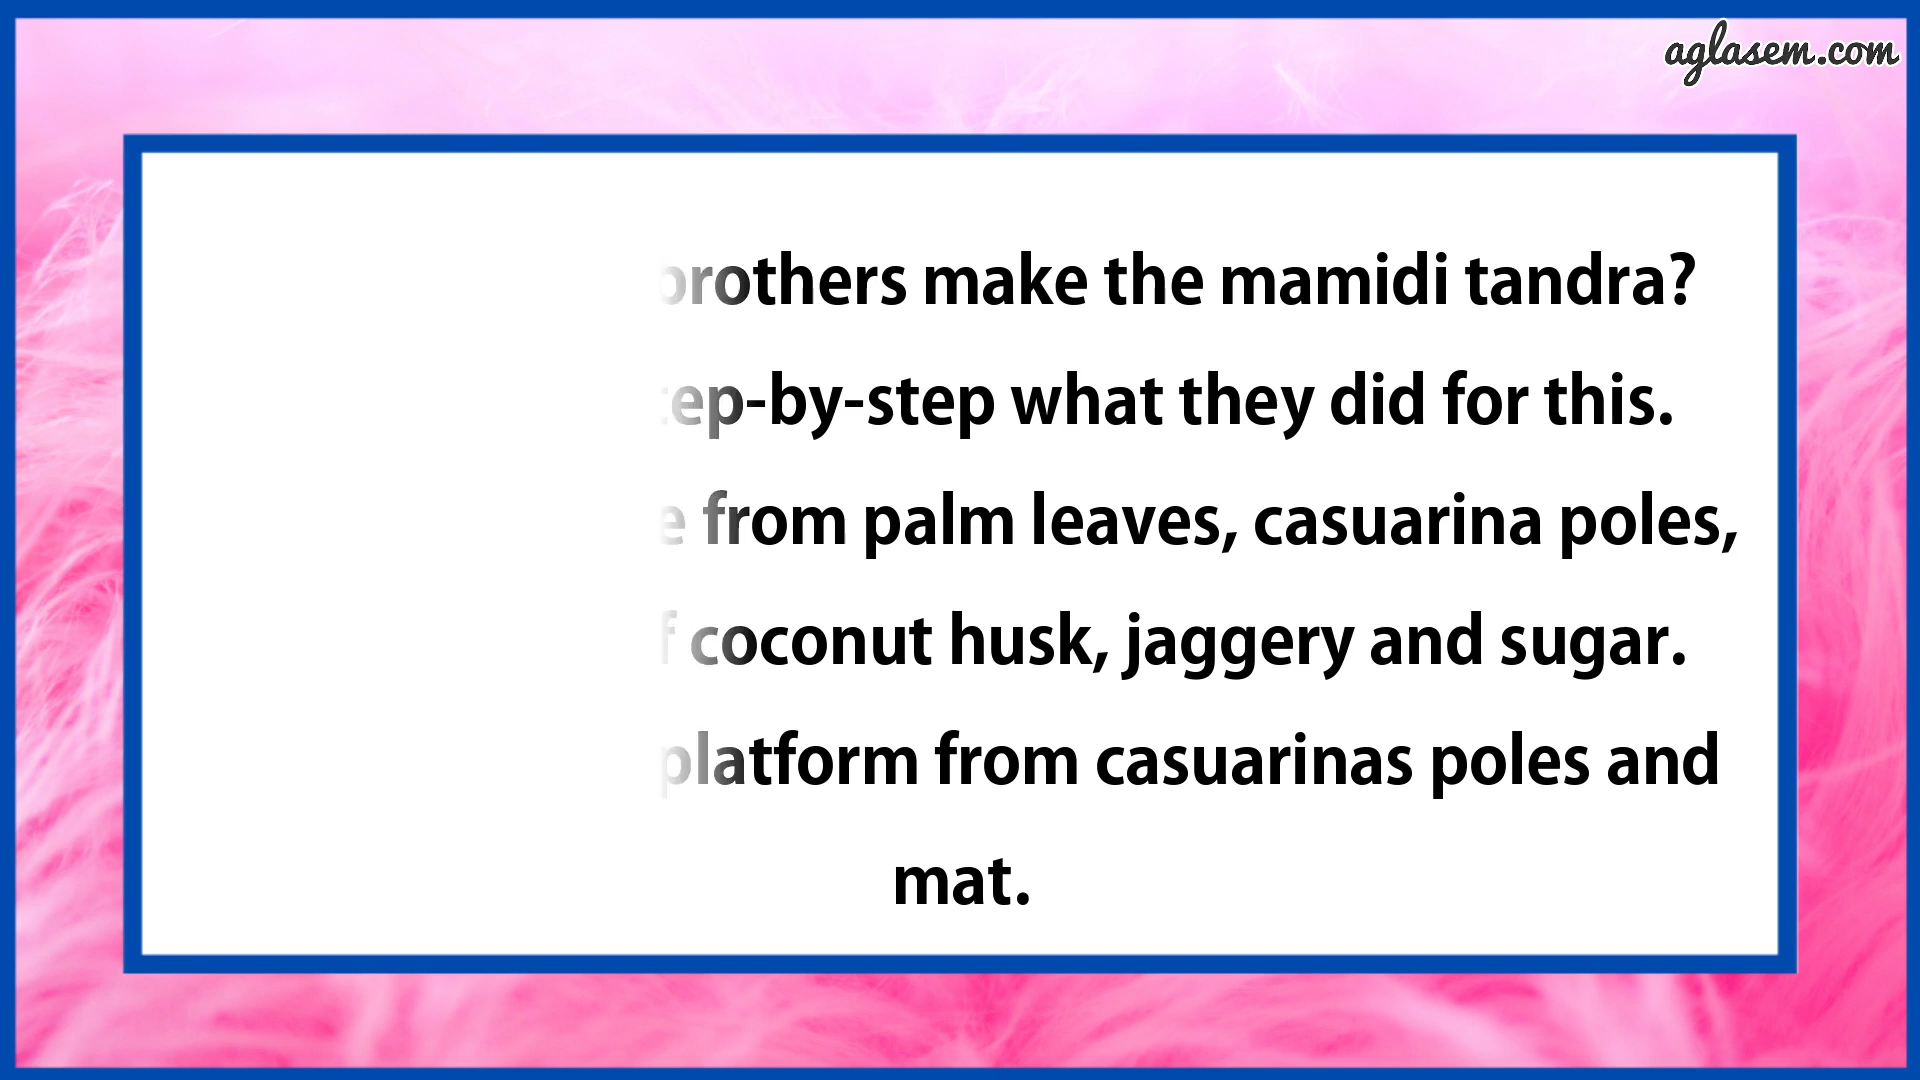 aglasem.com
brothers make the mamidi tandra?
step-by-step what they did for this.
from palm leaves, casuarina poles,
coconut husk, jaggery and sugar.
platform from casuarinas poles and
mat.